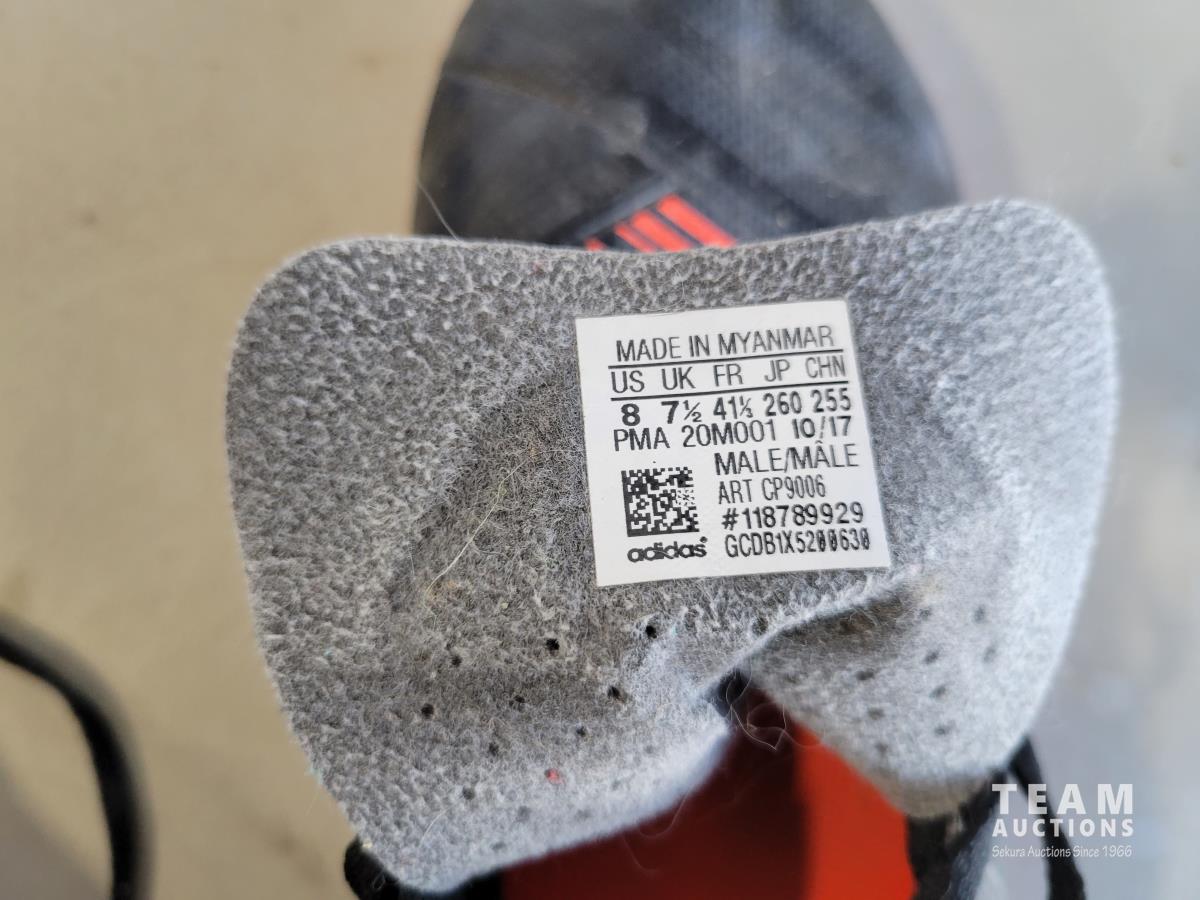 MADE IN MYANMAR
US UK FR JP CHN
8 7½ 41⅓ 260 255
PMA 20M001 10/17
MALE/MÂLE
ART CP9006
#118789929
adidas GCDB1X5200630
TEAM
AUCTIONS
Sekura Auctions Since 1966